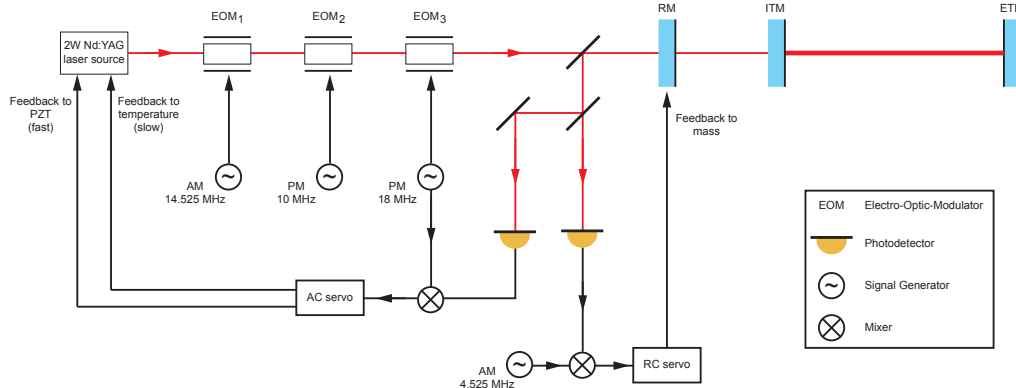 EOM1
EOM2
EOM3
RM
ITM
ETM
2W Nd:YAG
laser source
Feedback to
PZT
(fast)
Feedback to
temperature
(slow)
Feedback to
mass
AM
14.525 MHz
PM
10 MHz
PM
18 MHz
EOM Electro-Optic-Modulator
Photodetector
Signal Generator
Mixer
AC servo
AM
4.525 MHz
RC servo